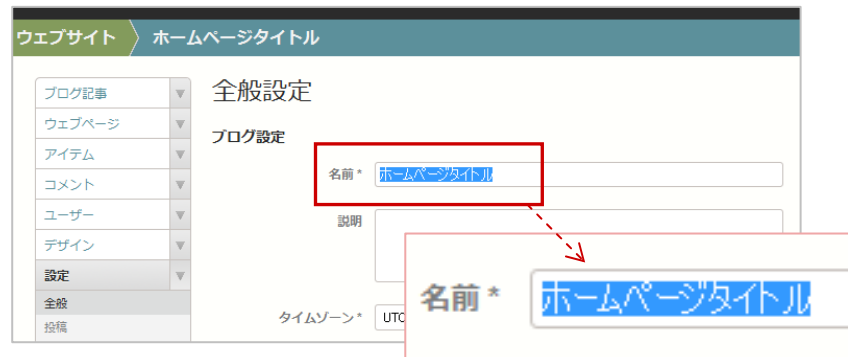 ウェブサイト ホームページタイトル
ブログ記事
ウェブページ
アイテム
コメント
ユーザー
デザイン
設定
全般
投稿
全般設定
ブログ設定
名前* ホームページタイトル
説明
タイムゾーン* UTC
名前* ホームページタイトル